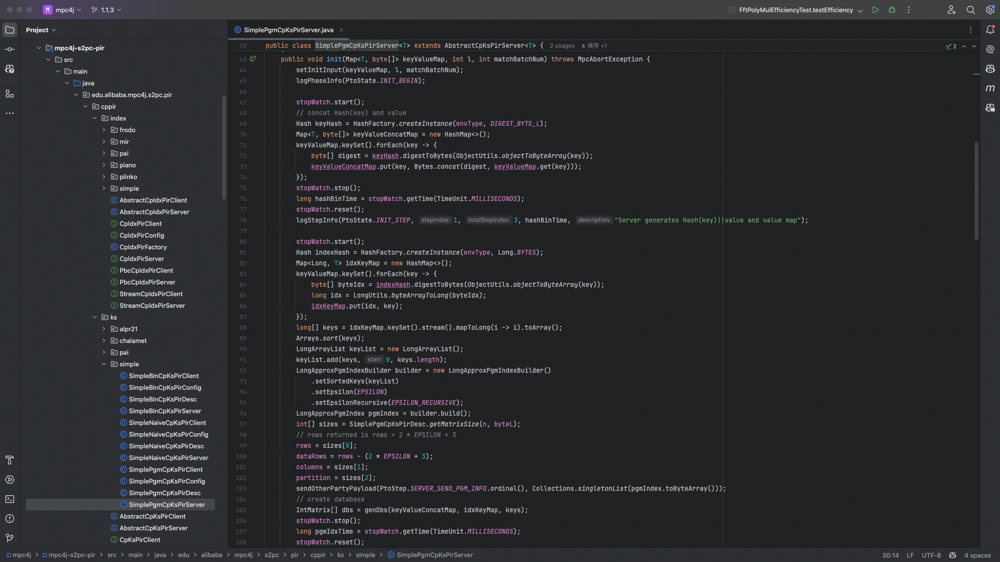 M mpc4j 1.1.3 FftPolyMulEfficiencyTest.testEfficiency
Project
mpc4j-s2pc-pir
src
main
java
edu.alibaba.mpc4j.s2pc.pir
cppir
index
frodo
mir
pai
piano
plinko
simple
AbstractCpIdxPirClient
AbstractCpIdxPirServer
CpIdxPirClient
CpIdxPirConfig
CpIdxPirFactory
CpIdxPirServer
PbcCpIdxPirClient
PbcCpIdxPirServer
StreamCpIdxPirClient
StreamCpIdxPirServer
ks
alpr21
chalamet
pai
simple
SimpleBinCpKsPirClient
SimpleBinCpKsPirConfig
SimpleBinCpKsPirDesc
SimpleBinCpKsPirServer
SimpleNaiveCpKsPirClient
SimpleNaiveCpKsPirConfig
SimpleNaiveCpKsPirDesc
SimpleNaiveCpKsPirServer
SimplePgmCpKsPirClient
SimplePgmCpKsPirConfig
SimplePgmCpKsPirDesc
SimplePgmCpKsPirServer
AbstractCpKsPirClient
AbstractCpKsPirServer
CpKsPirClient
SimplePgmCpKsPirServer.java
30 public class SimplePgmCpKsPirServer<T> extends AbstractCpKsPirServer<T> { 2 usages 庚序 +1
2
63 public void init(Map<T, byte[]> keyValueMap, int l, int matchBatchNum) throws MpcAbortException {
64 setInitInput(keyValueMap, l, matchBatchNum);
65 logPhaseInfo(PtoState.INIT_BEGIN);
66
67 stopWatch.start();
68 // concat Hash(key) and value
69 Hash keyHash = HashFactory.createInstance(envType, DIGEST_BYTE_L);
70 Map<T, byte[]> keyValueConcatMap = new HashMap<>();
71 keyValueMap.keySet().forEach(key -> {
72 byte[] digest = keyHash.digestToBytes(ObjectUtils.objectToByteArray(key));
73 keyValueConcatMap.put(key, Bytes.concat(digest, keyValueMap.get(key)));
74 });
75 stopWatch.stop();
76 long hashBinTime = stopWatch.getTime(TimeUnit.MILLISECONDS);
77 stopWatch.reset();
78 logStepInfo(PtoState.INIT_STEP, stepIndex: 1, totalStepIndex: 3, hashBinTime, description: "Server generates Hash(key)||value and value map");
79
80 stopWatch.start();
81 Hash indexHash = HashFactory.createInstance(envType, Long.BYTES);
82 Map<Long, T> idxKeyMap = new HashMap<>();
83 keyValueMap.keySet().forEach(key -> {
84 byte[] byteIdx = indexHash.digestToBytes(ObjectUtils.objectToByteArray(key));
85 long idx = LongUtils.byteArrayToLong(byteIdx);
86 idxKeyMap.put(idx, key);
87 });
88 long[] keys = idxKeyMap.keySet().stream().mapToLong(i -> i).toArray();
89 Arrays.sort(keys);
90 LongArrayList keyList = new LongArrayList();
91 keyList.add(keys, start: 0, keys.length);
92 LongApproxPgmIndexBuilder builder = new LongApproxPgmIndexBuilder()
93 .setSortedKeys(keyList)
94 .setEpsilon(EPSILON)
95 .setEpsilonRecursive(EPSILON_RECURSIVE);
96 LongApproxPgmIndex pgmIndex = builder.build();
97 int[] sizes = SimplePgmCpKsPirDesc.getMatrixSize(n, byteL);
98 // rows returned is rows + 2 * EPSILON + 3
99 rows = sizes[0];
100 dataRows = rows - (2 * EPSILON + 3);
101 columns = sizes[1];
102 partition = sizes[2];
103 sendOtherPartyPayload(PtoStep.SERVER_SEND_PGM_INFO.ordinal(), Collections.singletonList(pgmIndex.toByteArray()));
104 // create database
105 IntMatrix[] dbs = genDbs(keyValueConcatMap, idxKeyMap, keys);
106 stopWatch.stop();
107 long pgmIdxTime = stopWatch.getTime(TimeUnit.MILLISECONDS);
108 stopWatch.reset();
mpc4j > mpc4j-s2pc-pir > src > main > java > edu > alibaba > mpc4j > s2pc > pir > cppir > ks > simple > SimplePgmCpKsPirServer
30:14 LF UTF-8 4 spaces